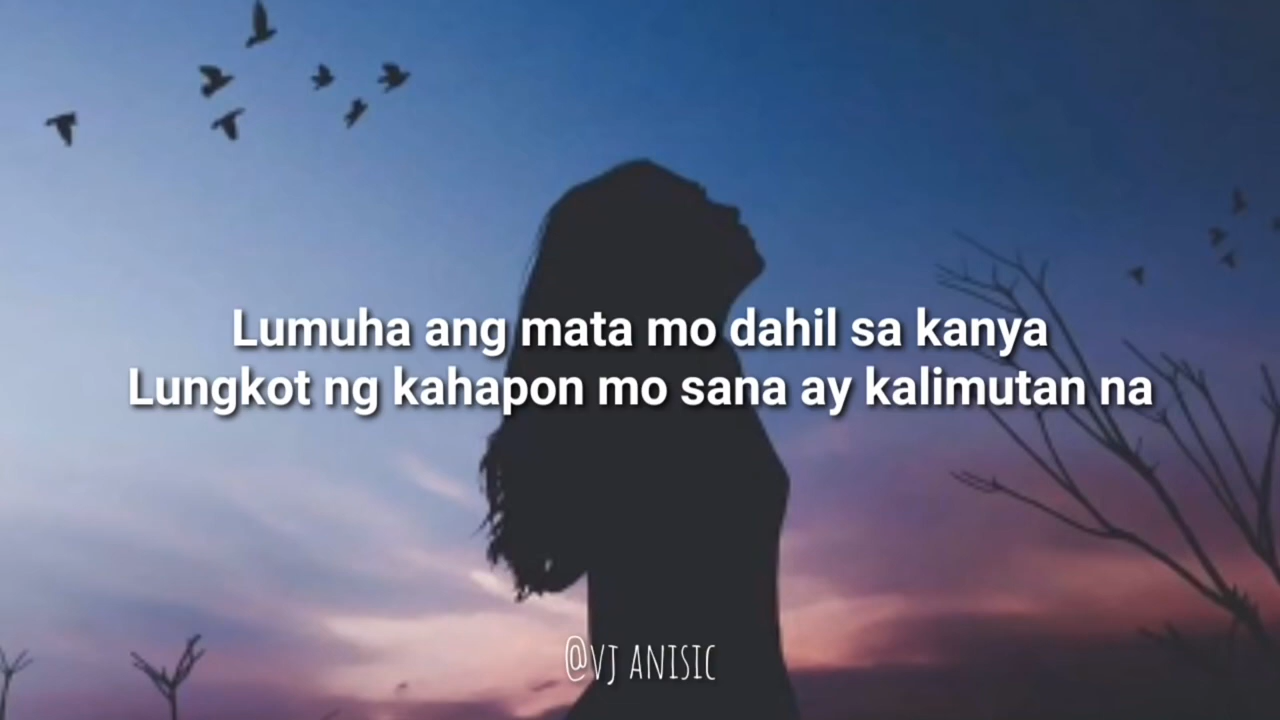 Lumuha ang mata mo dahil sa kanya
Lungkot ng kahapon mo sana ay kalimutan na
@VJ ANISIC